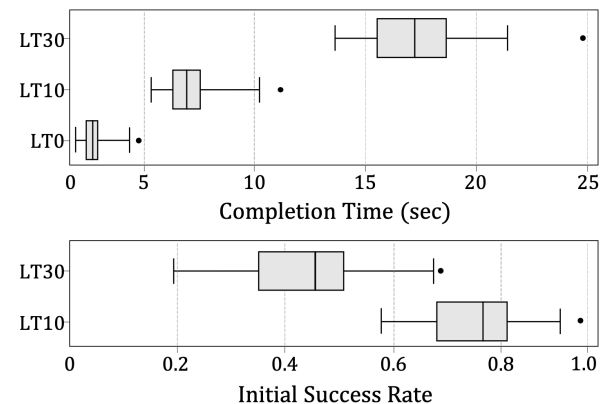 LT30
LT10
LT0
0 5 10 15 20 25
Completion Time (sec)
LT30
LT10
0 0.2 0.4 0.6 0.8 1.0
Initial Success Rate